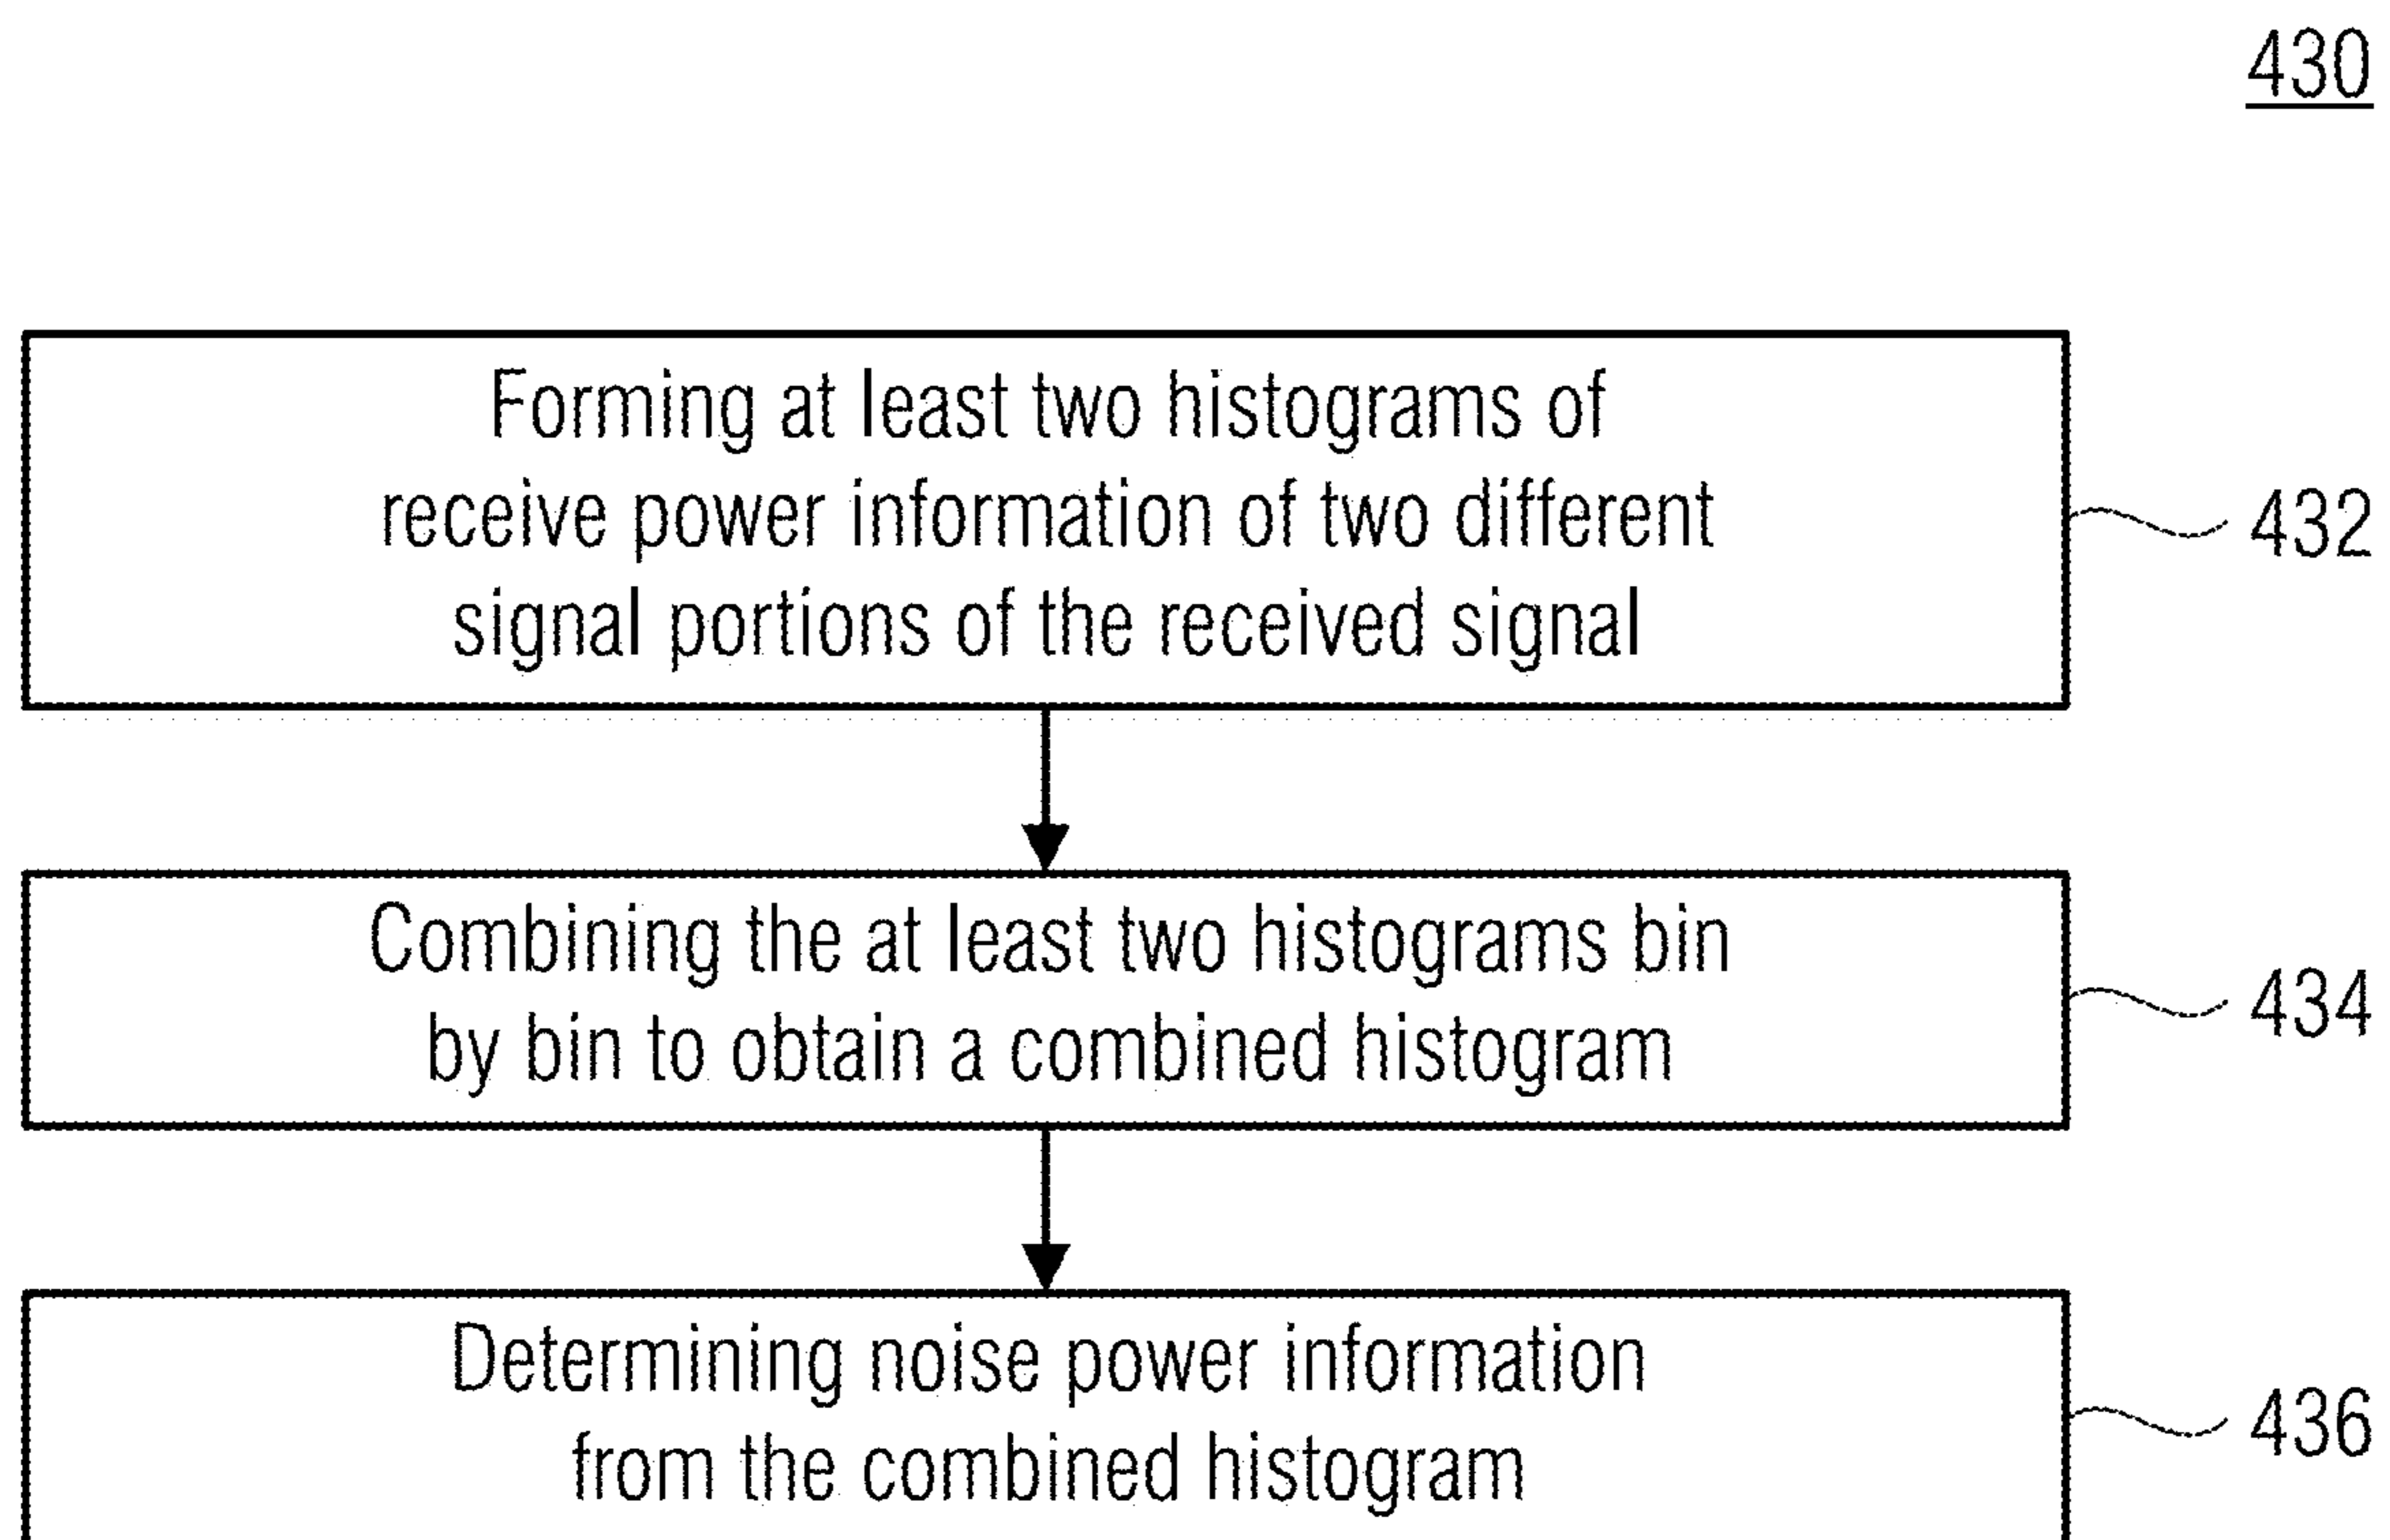 430
Forming at least two histograms of
receive power information of two different
signal portions of the received signal
432
Combining the at least two histograms bin
by bin to obtain a combined histogram
434
Determining noise power information
from the combined histogram
436